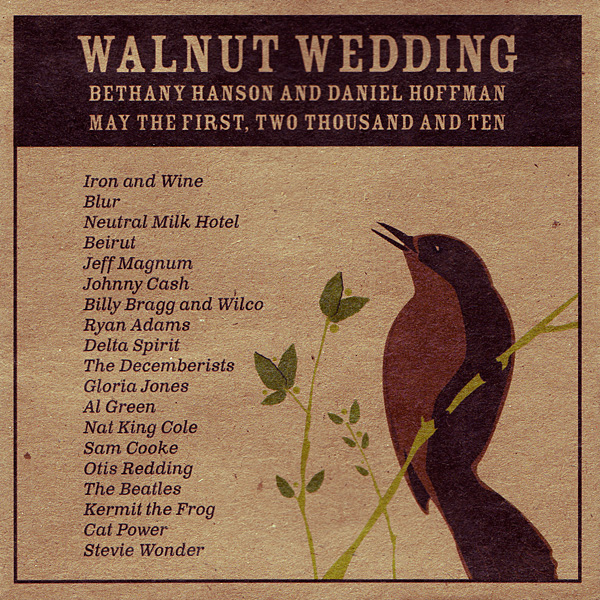 WALNUT WEDDING
BETHANY HANSON AND DANIEL HOFFMAN
MAY THE FIRST, TWO THOUSAND AND TEN
Iron and Wine
Blur
Neutral Milk Hotel
Beirut
Jeff Magnum
Johnny Cash
Billy Bragg and Wilco
Ryan Adams
Delta Spirit
The Decemberists
Gloria Jones
Al Green
Nat King Cole
Sam Cooke
Otis Redding
The Beatles
Kermit the Frog
Cat Power
Stevie Wonder